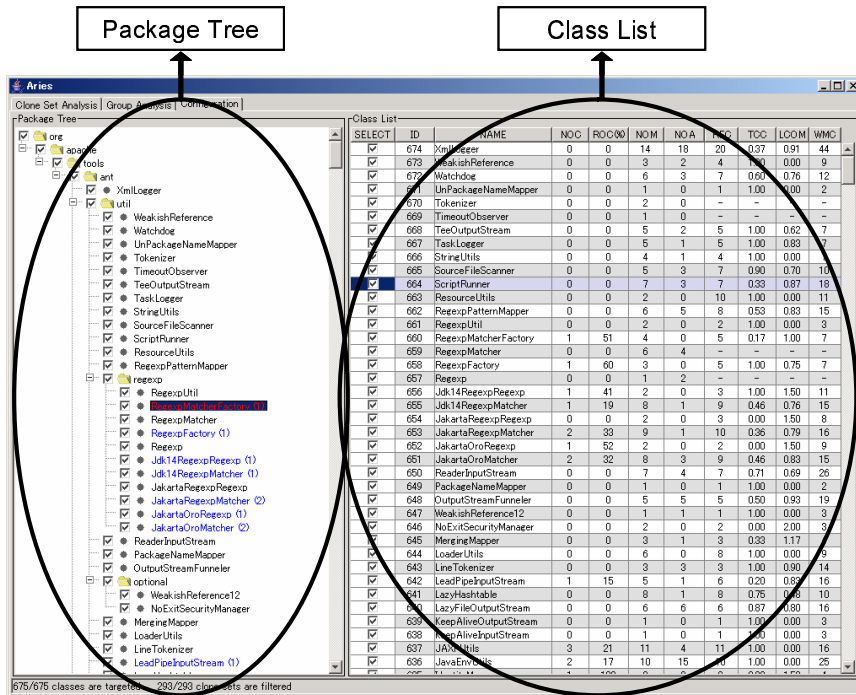 Package Tree
Class List
Aries
Clone Set Analysis Group Analysis Configuration
Package Tree
org
apache
tools
ant
XmlLogger
util
WeakishReference
Watchdog
UnPackageNameMapper
Tokenizer
TimeoutObserver
TeeOutputStream
TaskLogger
StringUtils
SourceFileScanner
ScriptRunner
ResourceUtils
RegexpPatternMapper
regexp
RegexpUtil
RegexpMatcherFactory (1)
RegexpMatcher
RegexpFactory (1)
Regexp
Jdk14RegexpRegexp (1)
Jdk14RegexpMatcher (1)
JakartaRegexpRegexp
JakartaRegexpMatcher (2)
JakartaOroRegexp (1)
JakartaOroMatcher (2)
ReaderInputStream
PackageNameMapper
OutputStreamFunneler
optional
WeakishReference12
NoExitSecurityManager
MergingMapper
LoaderUtils
LineTokenizer
LeadPipeInputStream (1)
Class List
SELECT ID NAME NOC ROC(%) NOM NOA RFC TCC LCOM WMC
674 XmlLogger 0 0 14 18 20 0.37 0.91 44
673 WeakishReference 0 0 3 2 4 1.00 0.00 9
672 Watchdog 0 0 6 3 7 0.60 0.76 12
671 UnPackageNameMapper 0 0 1 0 1 1.00 0.00 2
670 Tokenizer 0 0 2 0 - - - -
669 TimeoutObserver 0 0 1 0 - - - -
668 TeeOutputStream 0 0 5 2 5 1.00 0.62 7
667 TaskLogger 0 0 5 1 5 1.00 0.83 7
666 StringUtils 0 0 4 1 4 1.00 0.00
665 SourceFileScanner 0 0 5 3 7 0.90 0.70 10
664 ScriptRunner 0 0 7 3 7 0.33 0.87 18
663 ResourceUtils 0 0 2 0 10 1.00 0.00 11
662 RegexpPatternMapper 0 0 6 5 8 0.53 0.83 15
661 RegexpUtil 0 0 2 0 2 1.00 0.00 3
660 RegexpMatcherFactory 1 51 4 0 5 0.17 1.00 7
659 RegexpMatcher 0 0 6 4 - - - -
658 RegexpFactory 1 60 3 0 5 1.00 0.75 7
657 Regexp 0 0 1 2 - - - -
656 Jdk14RegexpRegexp 1 41 2 0 3 1.00 1.50 11
655 Jdk14RegexpMatcher 1 19 8 1 9 0.46 0.76 15
654 JakartaRegexpRegexp 0 0 2 0 3 0.00 1.50 8
653 JakartaRegexpMatcher 2 33 9 1 10 0.36 0.79 16
652 JakartaOroRegexp 1 52 2 0 2 0.00 1.50 9
651 JakartaOroMatcher 2 32 8 3 9 0.46 0.83 15
650 ReaderInputStream 0 0 7 4 7 0.71 0.69 26
649 PackageNameMapper 0 0 1 0 1 1.00 0.00 2
648 OutputStreamFunneler 0 0 5 5 5 0.50 0.93 19
647 WeakishReference12 0 0 1 1 1 1.00 0.00 3
646 NoExitSecurityManager 0 0 2 0 2 0.00 2.00 3
645 MergingMapper 0 0 3 1 3 0.33 1.17
644 LoaderUtils 0 0 6 0 8 1.00 0.00 9
643 LineTokenizer 0 0 3 3 3 1.00 0.90 14
642 LeadPipeInputStream 1 15 5 1 6 0.20 0.83 16
641 LazyHashtable 0 0 8 1 8 0.75 10
640 LazyFileOutputStream 0 0 6 6 6 0.87 0.80 16
639 KeepAliveOutputStream 0 0 1 0 1 1.00 0.00 3
638 KeepAliveInputStream 0 0 1 0 1 1.00 0.00 3
637 JAXPUtils 3 21 11 4 11 1.00 0.00 16
636 JavaEnvUtils 2 17 10 15 1.00 0.00 25
675/675 classes are targeted 293/293 clone sets are filtered